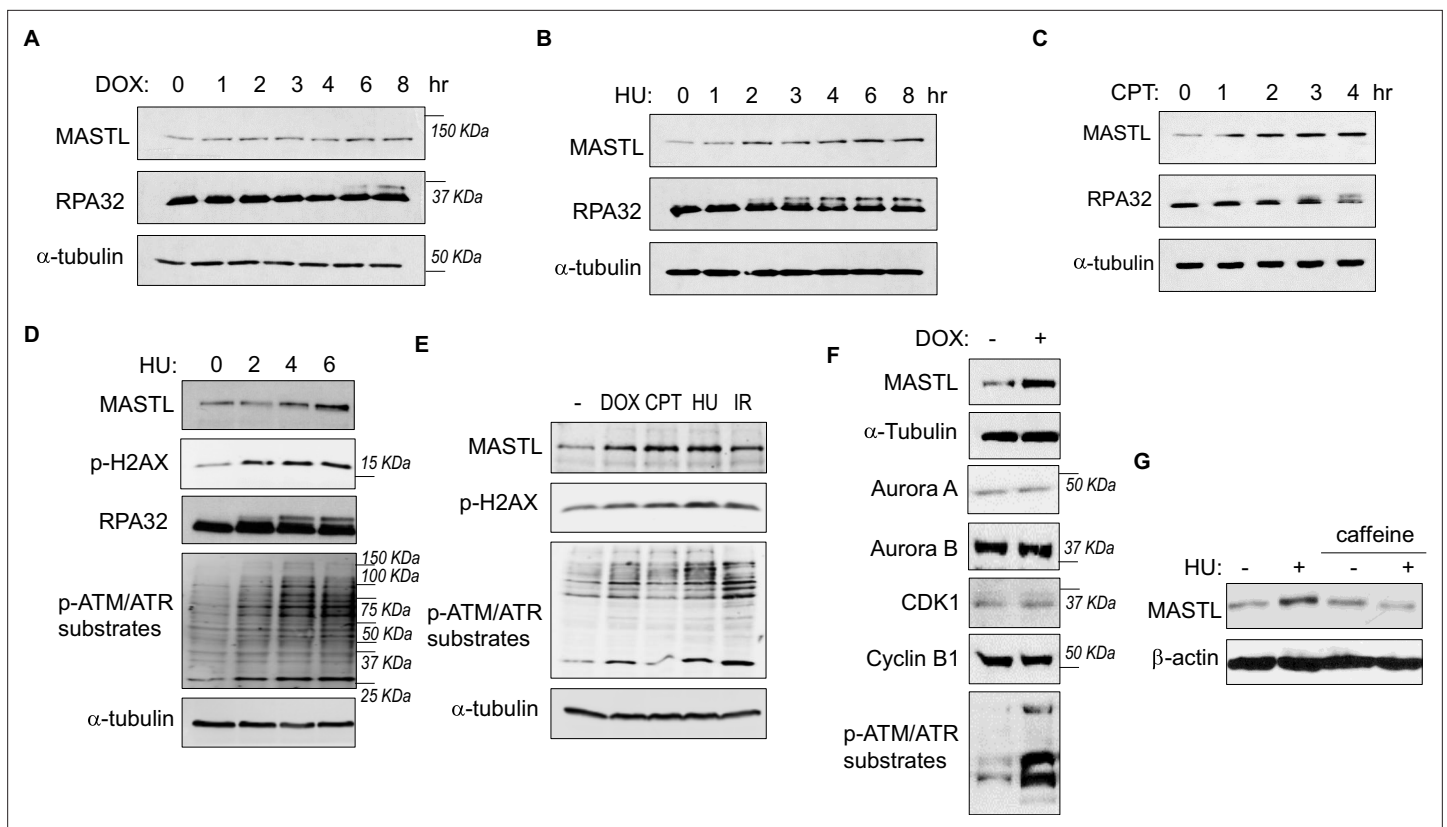 A
DOX: 0 1 2 3 4 6 8 hr
MASTL
150 KDa
RPA32
37 KDa
α-tubulin
50 KDa
B
HU: 0 1 2 3 4 6 8 hr
MASTL
RPA32
α-tubulin
C
CPT: 0 1 2 3 4 hr
MASTL
RPA32
α-tubulin
D
HU: 0 2 4 6
MASTL
p-H2AX
15 KDa
RPA32
p-ATM/ATR
substrates
150 KDa
100 KDa
75 KDa
50 KDa
37 KDa
25 KDa
α-tubulin
E
- DOX CPT HU IR
MASTL
p-H2AX
p-ATM/ATR
substrates
α-tubulin
F
DOX: - +
MASTL
α-Tubulin
Aurora A
50 KDa
Aurora B
37 KDa
CDK1
37 KDa
Cyclin B1
50 KDa
p-ATM/ATR
substrates
G
caffeine
HU: - + - +
MASTL
β-actin